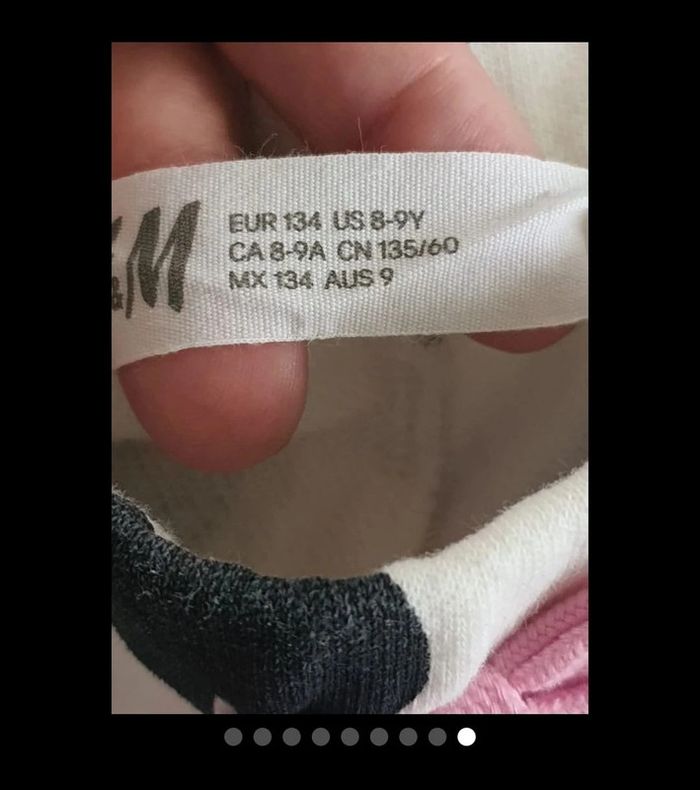 H&M
EUR 134 US 8-9Y
CA 8-9A CN 135/60
MX 134 AUS 9